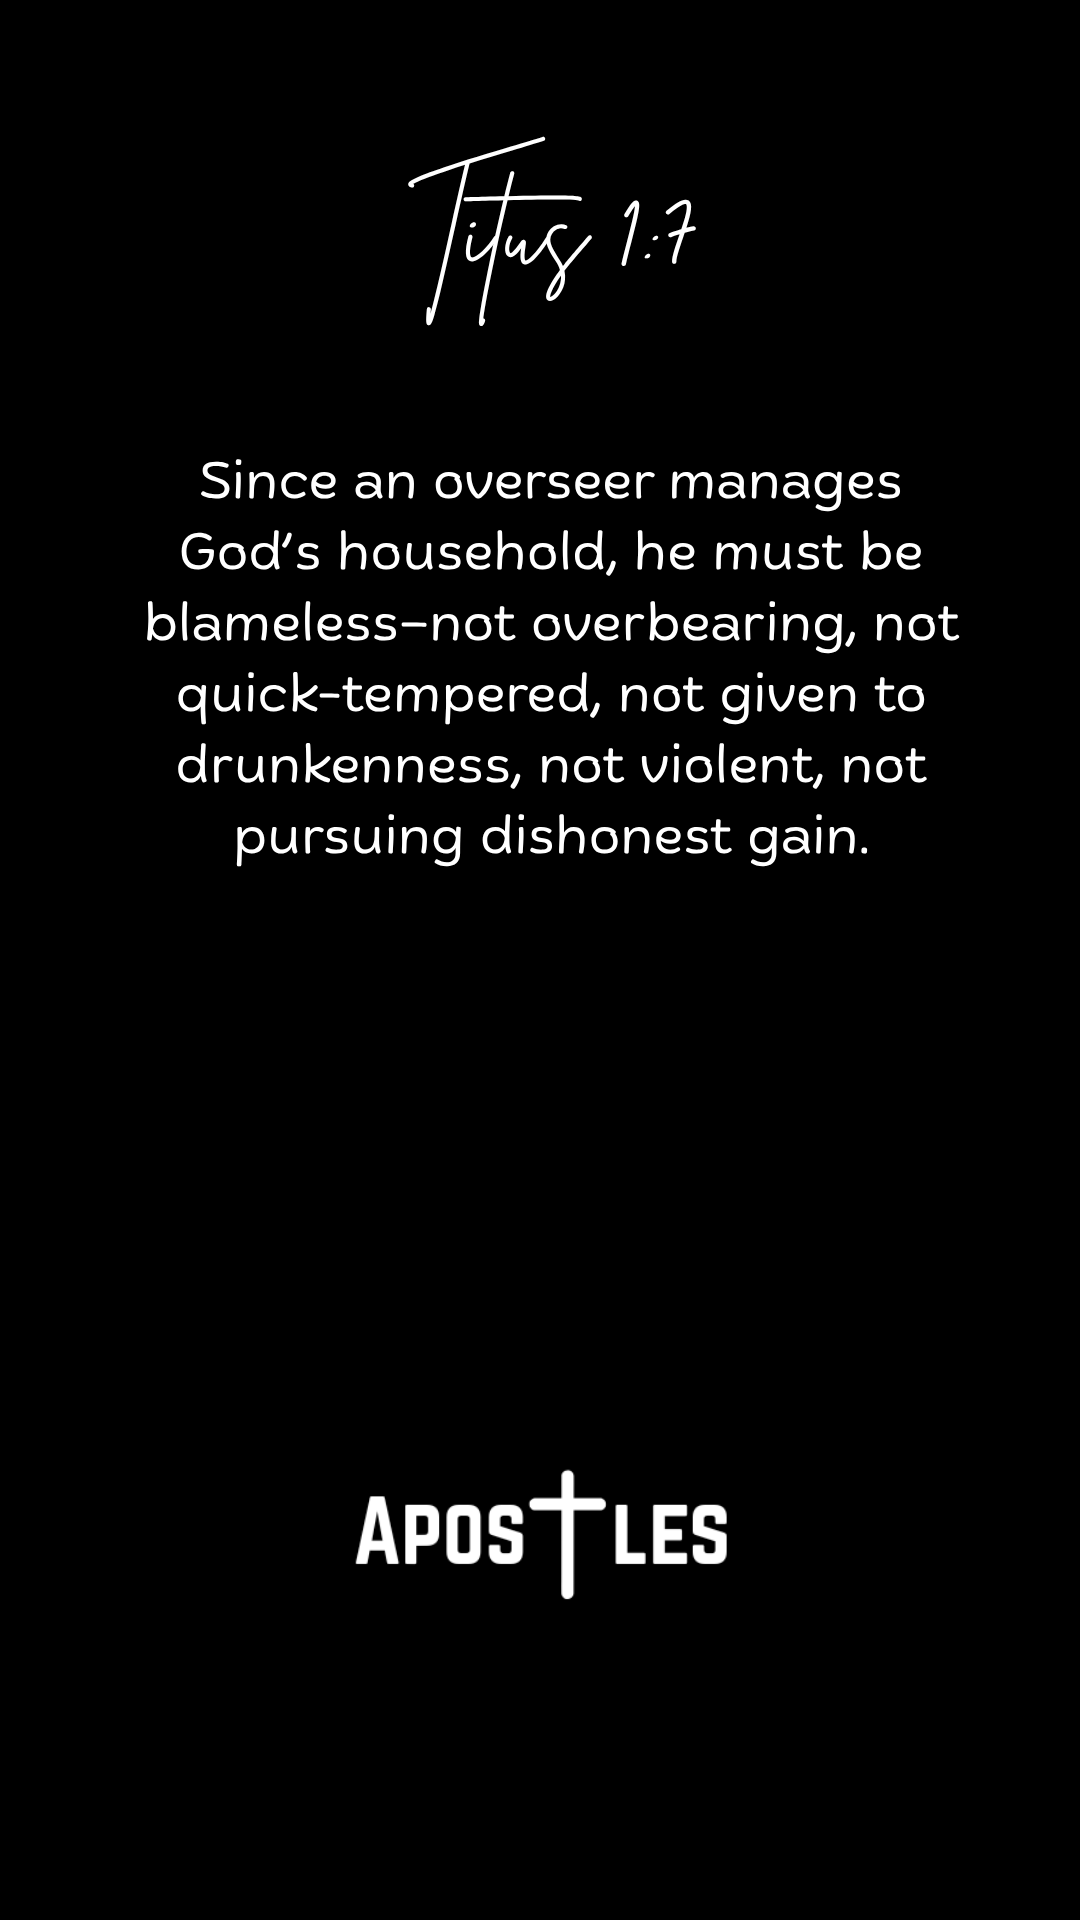 Titus 1:7
Since an overseer manages
God's household, he must be
blameless—not overbearing, not
quick-tempered, not given to
drunkenness, not violent, not
pursuing dishonest gain.
APOSTLES